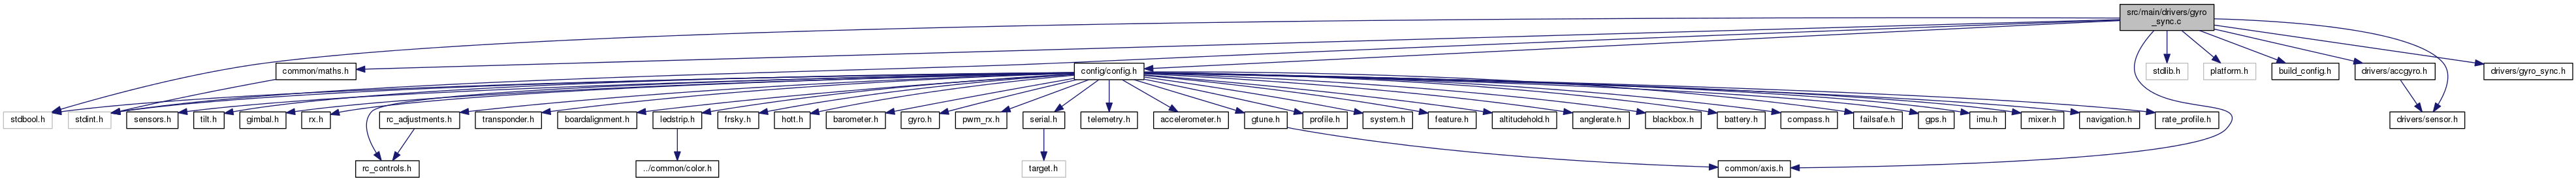 src/main/drivers/gyro
_sync.c
common/maths.h
config/config.h
stdlib.h
platform.h
build_config.h
drivers/accgyro.h
drivers/gyro_sync.h
stdbool.h
stdint.h
sensors.h
tilt.h
gimbal.h
rx.h
rc_adjustments.h
transponder.h
boardalignment.h
ledstrip.h
frsky.h
hott.h
barometer.h
gyro.h
pwm_rx.h
serial.h
telemetry.h
accelerometer.h
gtune.h
profile.h
system.h
feature.h
altitudehold.h
anglerate.h
blackbox.h
battery.h
compass.h
failsafe.h
gps.h
imu.h
mixer.h
navigation.h
rate_profile.h
drivers/sensor.h
rc_controls.h
../common/color.h
target.h
common/axis.h